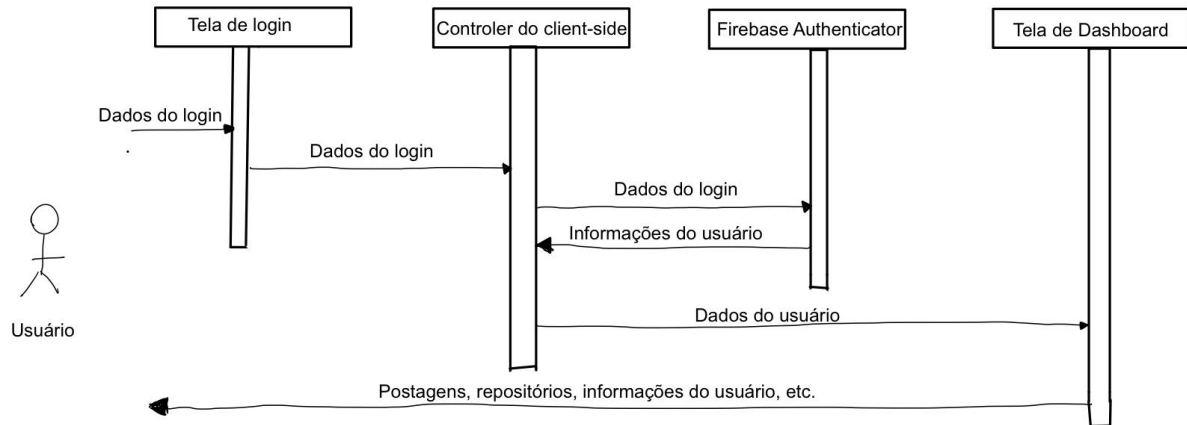 Tela de login
Controler do client-side
Firebase Authenticator
Tela de Dashboard
Dados do login
Dados do login
Dados do login
Informações do usuário
Dados do usuário
Usuário
Postagens, repositórios, informações do usuário, etc.